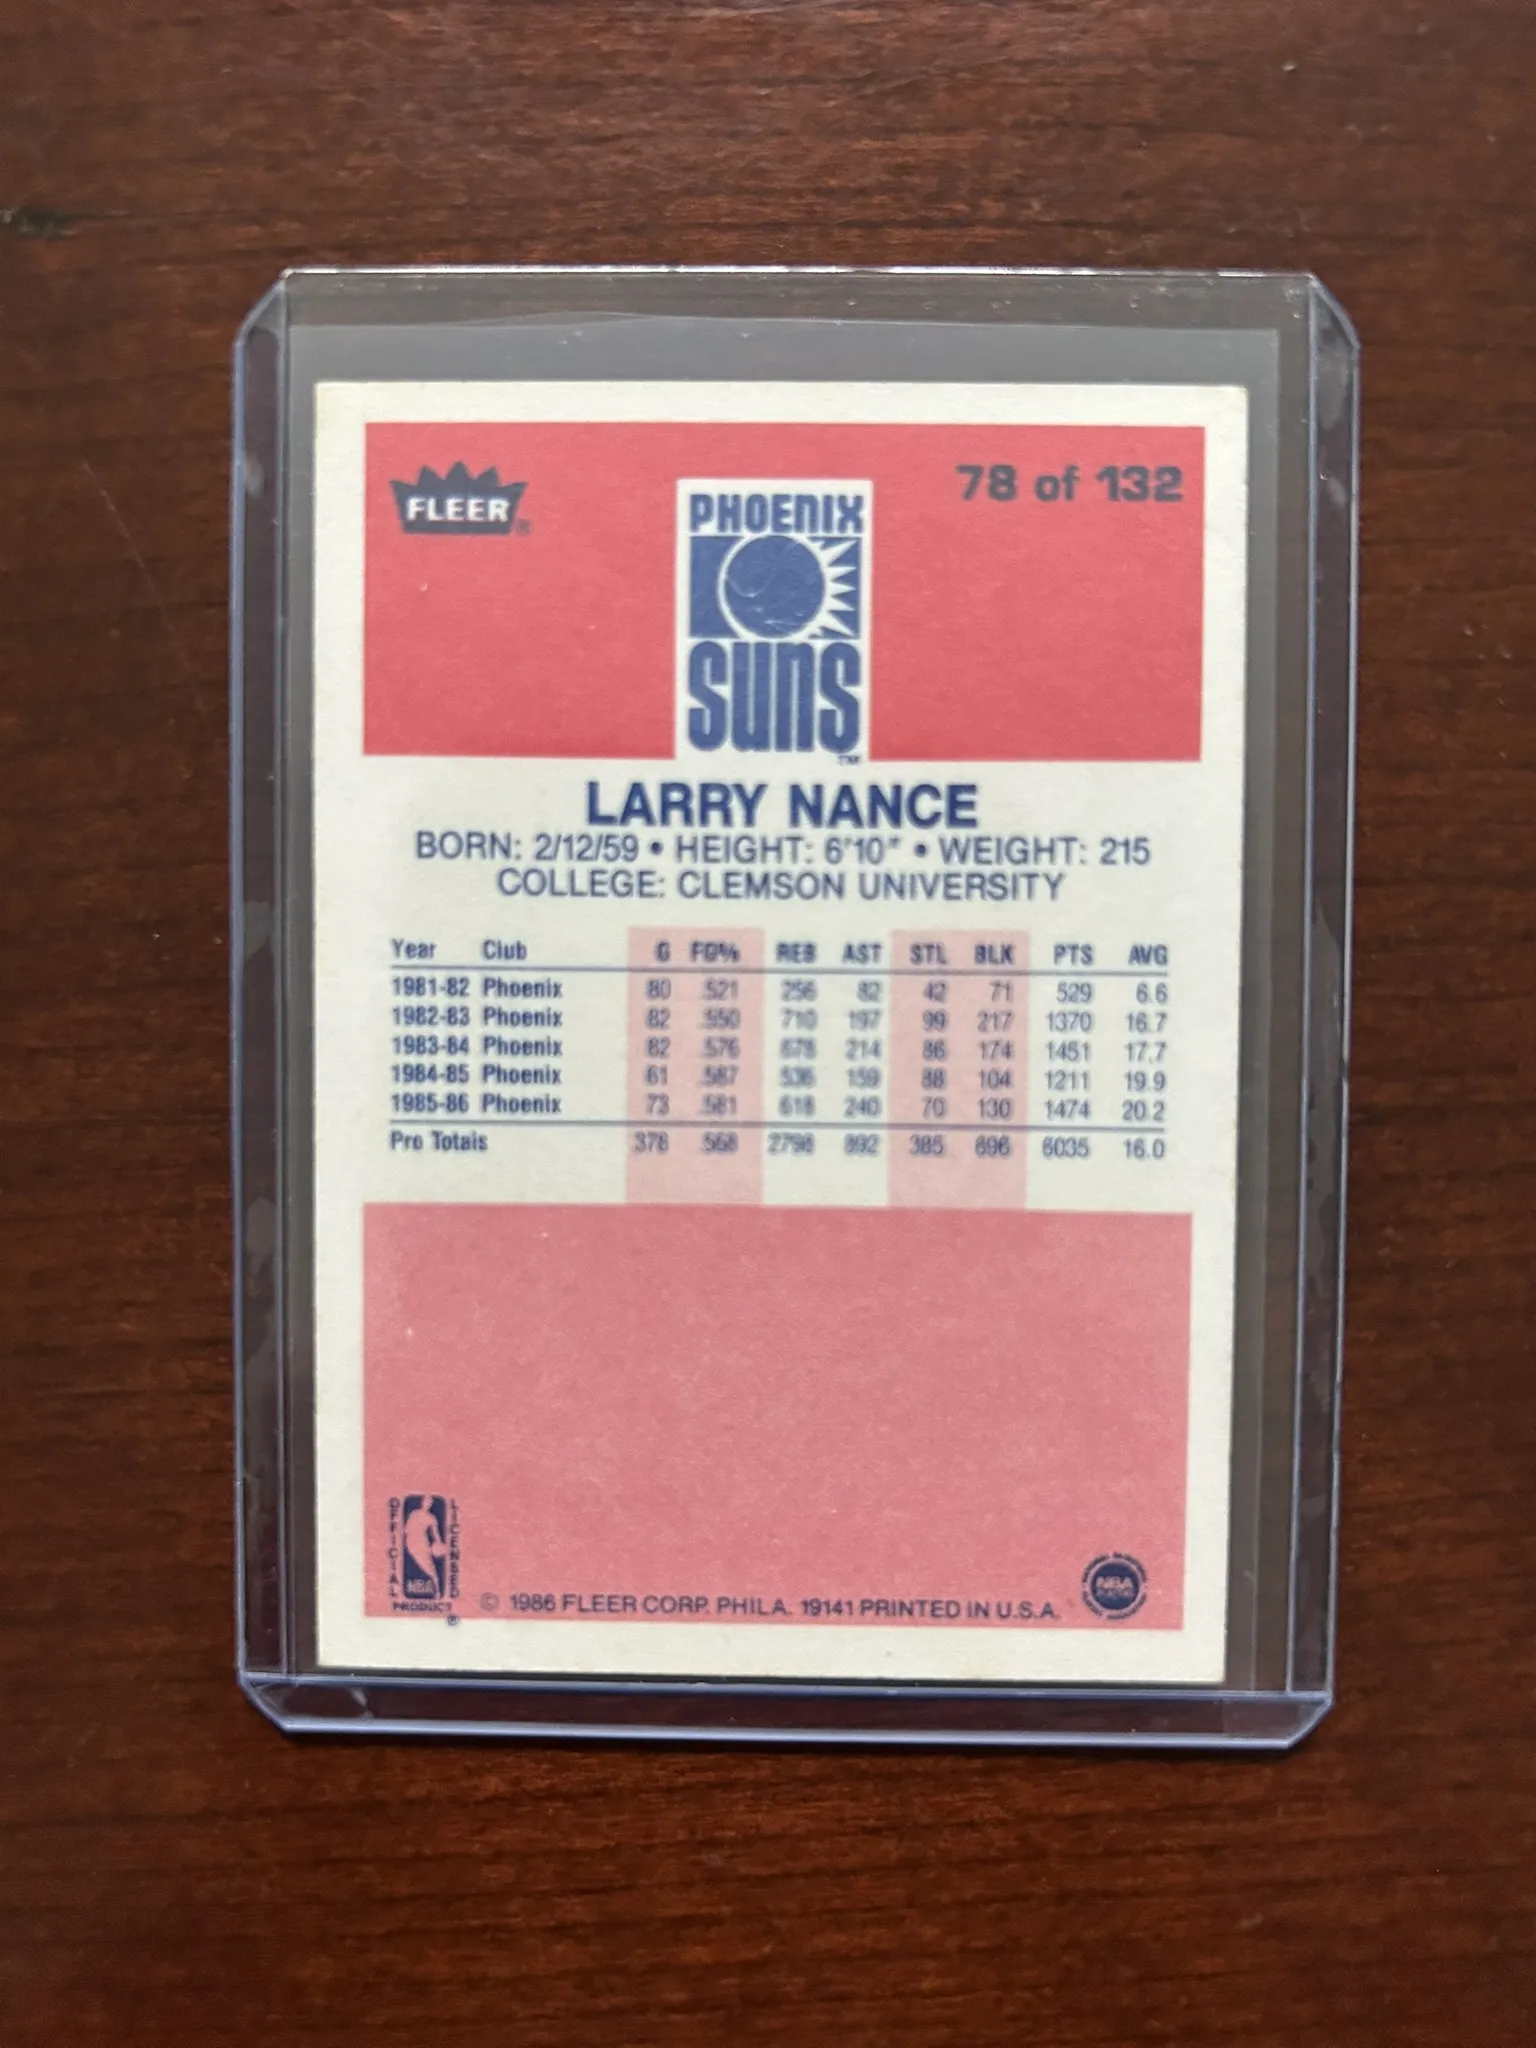 FLEER®
78 of 132
PHOENIX
SUNS™
LARRY NANCE
BORN: 2/12/59 • HEIGHT: 6'10" • WEIGHT: 215
COLLEGE: CLEMSON UNIVERSITY
Year Club G FG% REB AST STL BLK PTS AVG
1981-82 Phoenix 80 .521 256 82 42 71 529 6.6
1982-83 Phoenix 82 .550 710 197 99 217 1370 16.7
1983-84 Phoenix 82 .576 678 214 86 174 1451 17.7
1984-85 Phoenix 61 .587 536 159 88 104 1211 19.9
1985-86 Phoenix 73 .581 618 240 70 130 1474 20.2
Pro Totals 378 .568 2798 892 385 696 6035 16.0
OFFICIAL LICENSED
NBA
PRODUCT ®
© 1986 FLEER CORP. PHILA. 19141 PRINTED IN U.S.A.
NBA